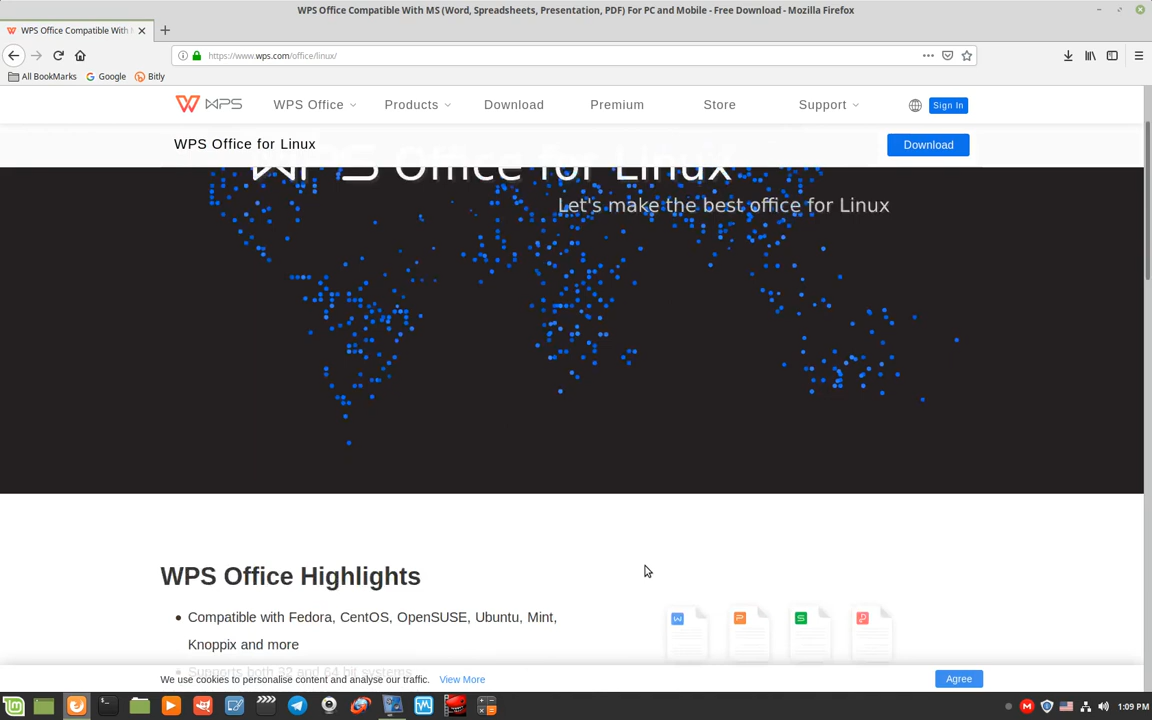 WPS Office Compatible With MS (Word, Spreadsheets, Presentation, PDF) For PC and Mobile - Free Download - Mozilla Firefox
WPS Office Compatible With
https://www.wps.com/office/linux/
All BookMarks Google Bitly
WPS WPS Office Products Download Premium Store Support Sign In
WPS Office for Linux Download
WPS Office for Linux
Let's make the best office for Linux
WPS Office Highlights
Compatible with Fedora, CentOS, OpenSUSE, Ubuntu, Mint,
Knoppix and more
W P S
Supports both 32 and 64 bit systems
We use cookies to personalise content and analyse our traffic. View More Agree
1:09 PM